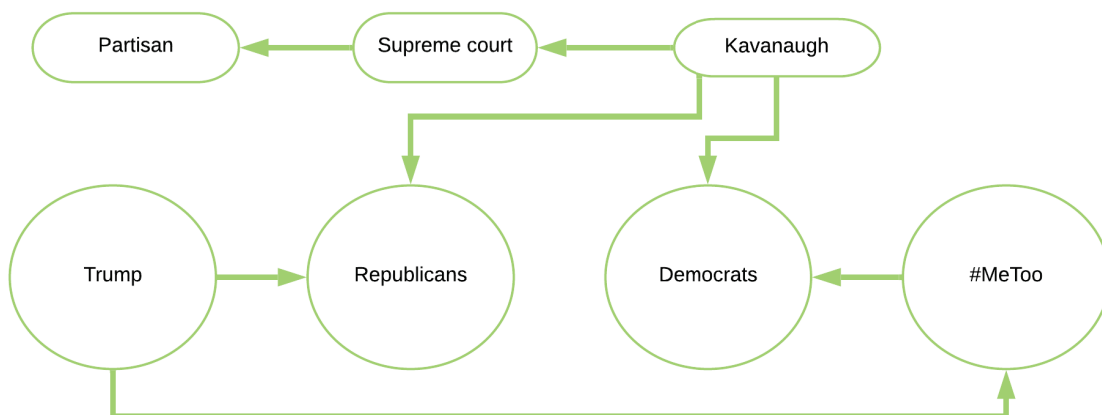 Partisan
Supreme court
Kavanaugh
Trump
Republicans
Democrats
#MeToo